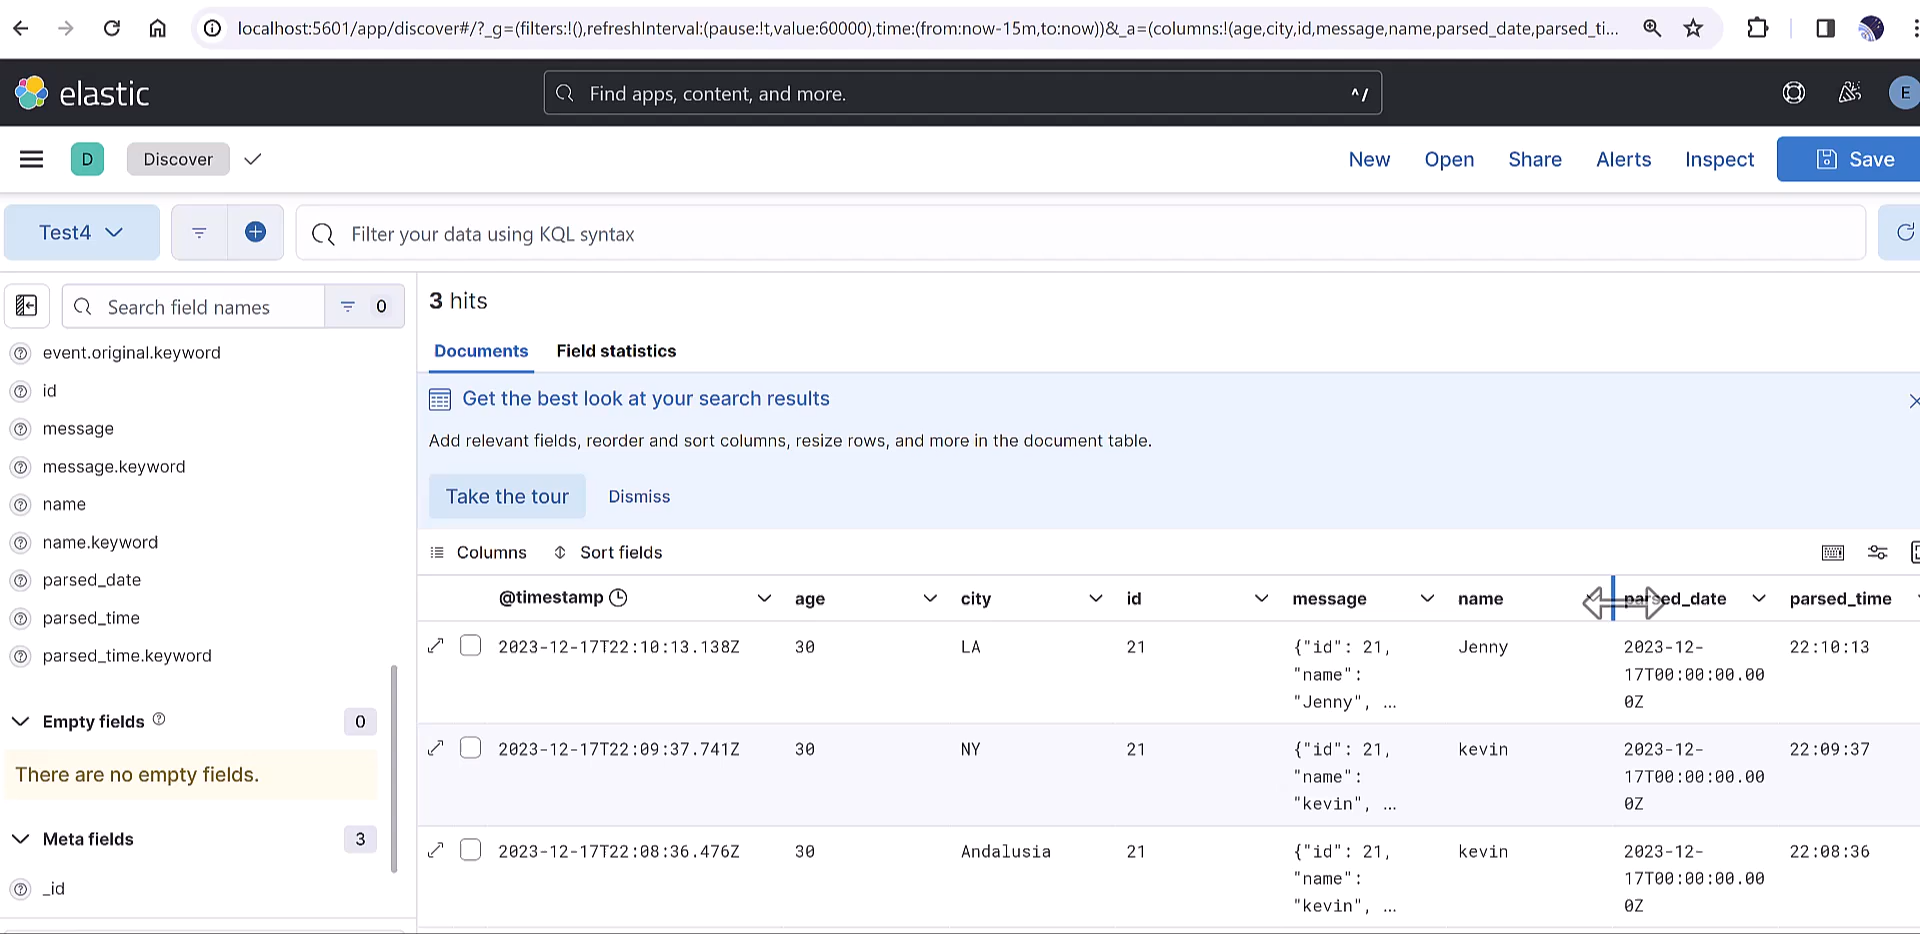 localhost:5601/app/discover#/?_g=(filters:!(),refreshInterval:(pause:!t,value:60000),time:(from:now-15m,to:now))&_a=(columns:!(age,city,id,message,name,parsed_date,parsed_ti...
elastic
Find apps, content, and more.
^/
E
D
Discover
New
Open
Share
Alerts
Inspect
Save
Test4
Filter your data using KQL syntax
Search field names
0
event.original.keyword
id
message
message.keyword
name
name.keyword
parsed_date
parsed_time
parsed_time.keyword
Empty fields
0
There are no empty fields.
Meta fields
3
_id
3 hits
Documents
Field statistics
Get the best look at your search results
Add relevant fields, reorder and sort columns, resize rows, and more in the document table.
Take the tour
Dismiss
Columns
Sort fields
@timestamp age city id message name parsed_date parsed_time
2023-12-17T22:10:13.138Z 30 LA 21 {"id": 21, Jenny 2023-12- 22:10:13
"name": 17T00:00:00.00
"Jenny", ... 0Z
2023-12-17T22:09:37.741Z 30 NY 21 {"id": 21, kevin 2023-12- 22:09:37
"name": 17T00:00:00.00
"kevin", ... 0Z
2023-12-17T22:08:36.476Z 30 Andalusia 21 {"id": 21, kevin 2023-12- 22:08:36
"name": 17T00:00:00.00
"kevin", ... 0Z